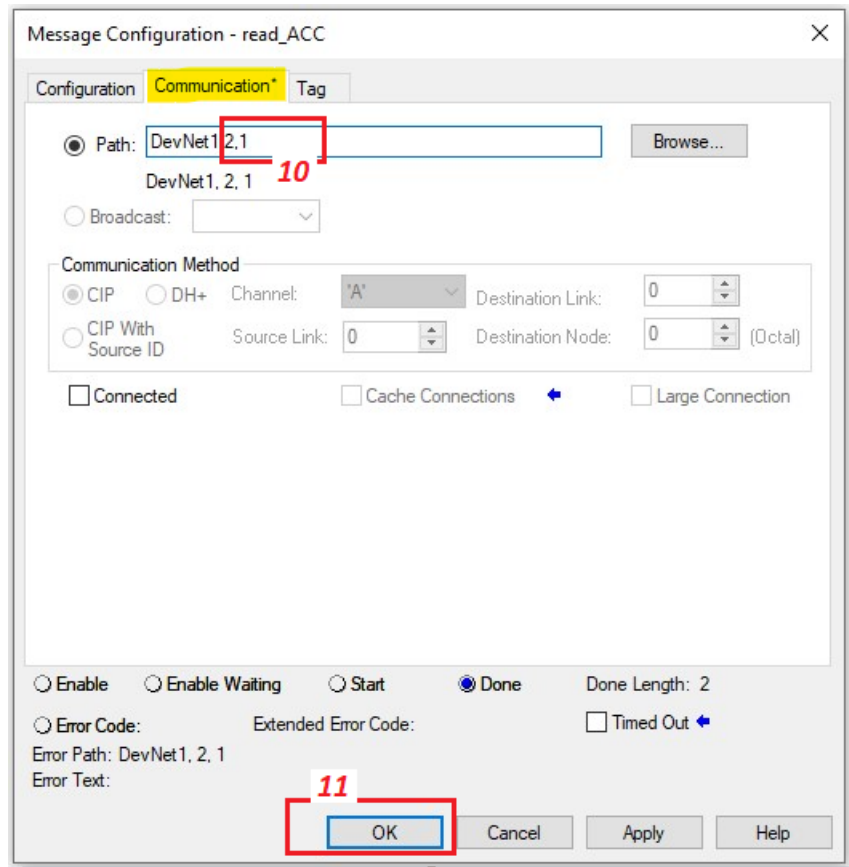 Message Configuration - read_ACC
Configuration Communication* Tag
Path: DevNet1,2,1 Browse...
10
DevNet1, 2, 1
Broadcast:
Communication Method
CIP DH+ Channel: 'A' Destination Link: 0
CIP With Source ID Source Link: 0 Destination Node: 0 (Octal)
Connected Cache Connections Large Connection
Enable Enable Waiting Start Done Done Length: 2
Error Code: Extended Error Code: Timed Out
Error Path: DevNet1, 2, 1
Error Text:
11
OK Cancel Apply Help